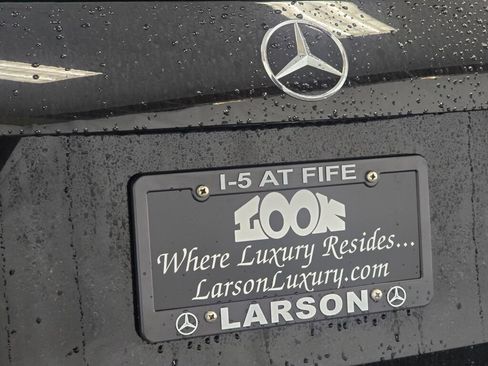 I-5 AT FIFE
LOOK
Where Luxury Resides...
LarsonLuxury.com
LARSON